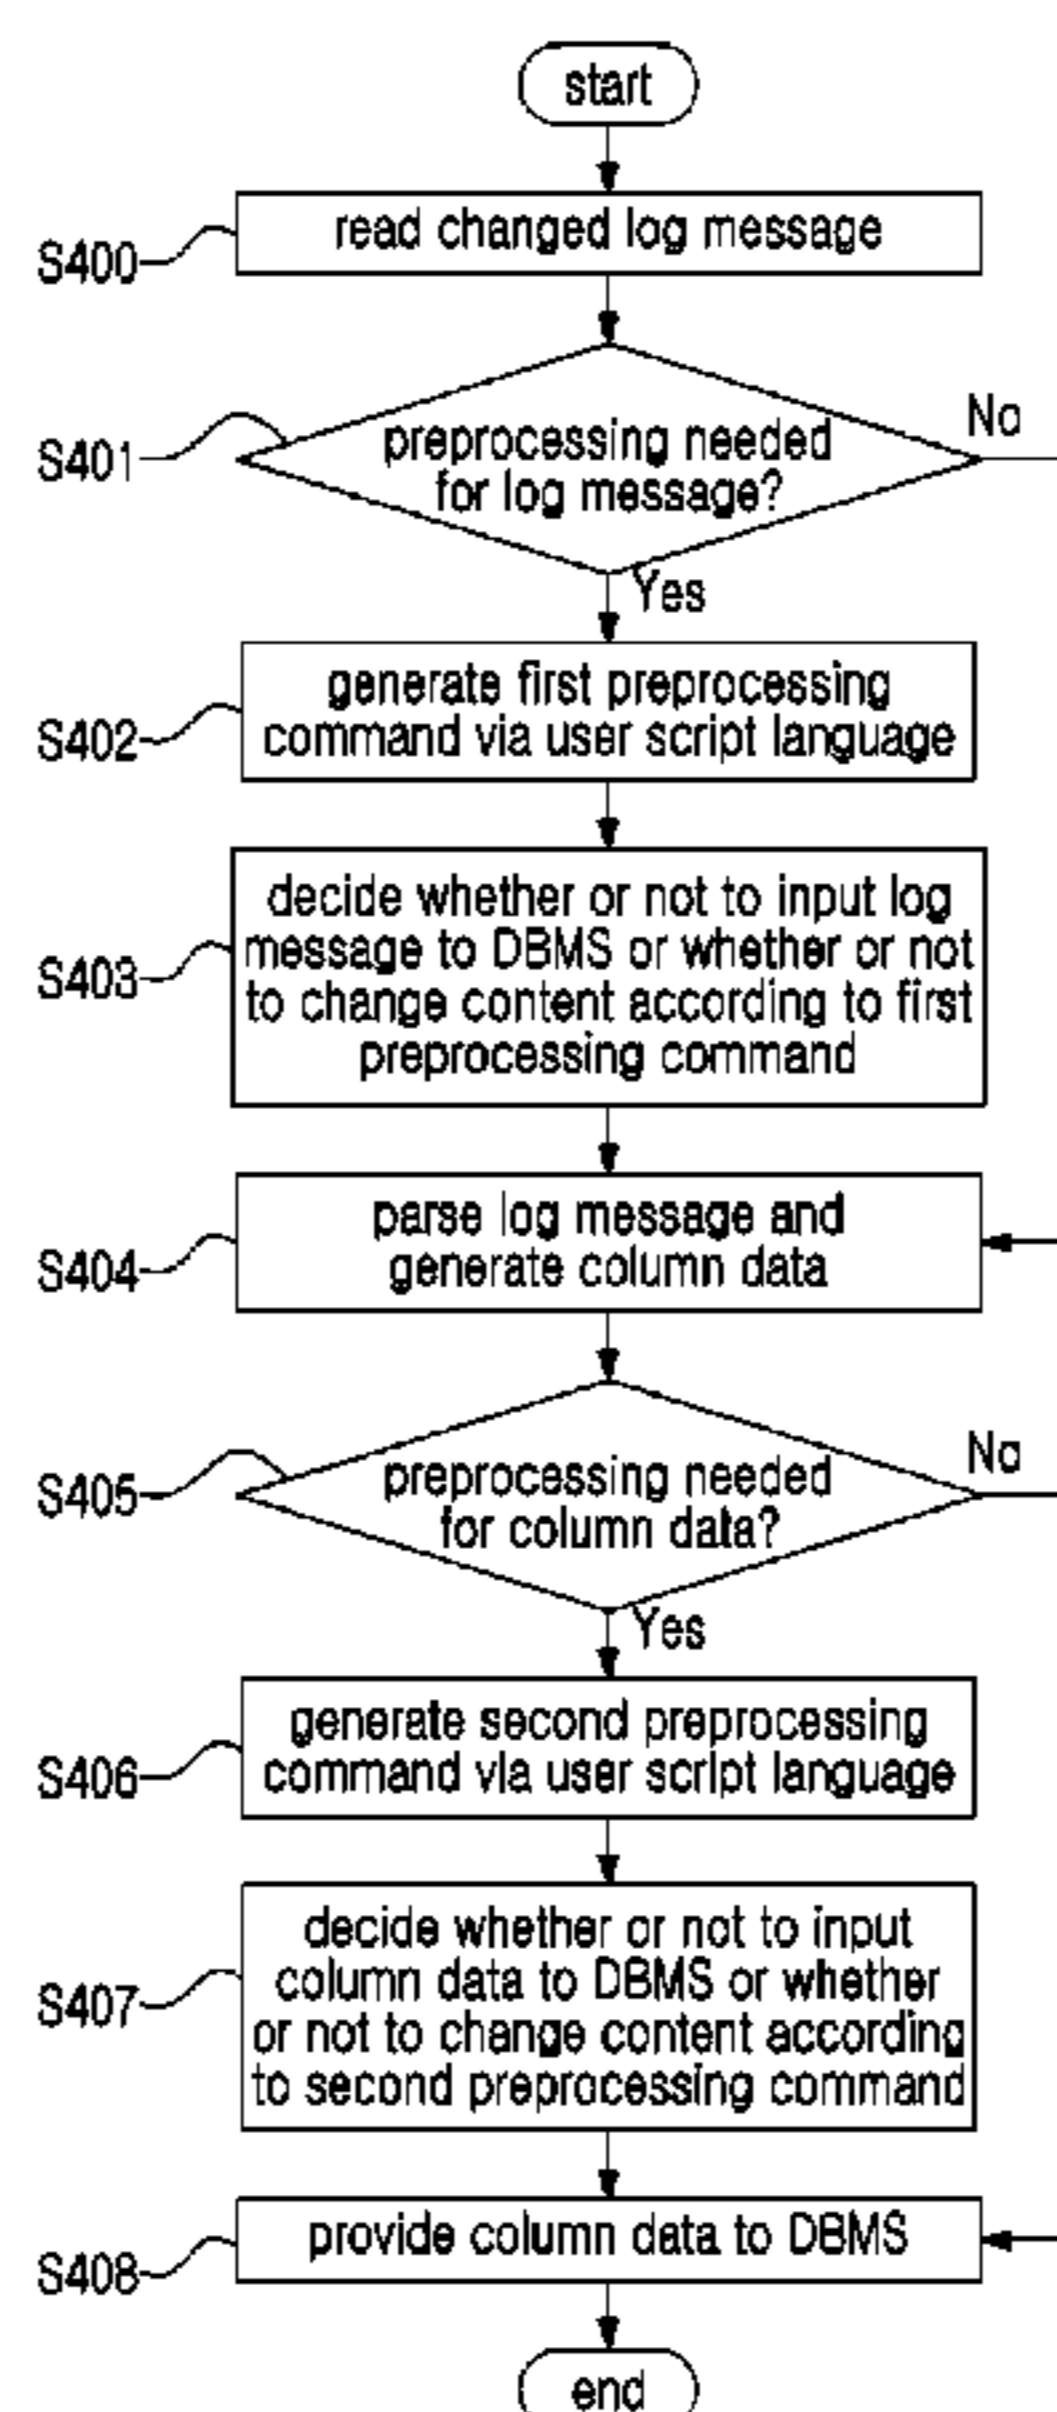 start
read changed log message
S400
No
preprocessing needed
for log message?
S401
Yes
generate first preprocessing
command via user script language
S402
decide whether or not to input log
message to DBMS or whether or not
to change content according to first
preprocessing command
S403
parse log message and
generate column data
S404
No
preprocessing needed
for column data?
S405
Yes
generate second preprocessing
command via user script language
S406
decide whether or not to input
column data to DBMS or whether
or not to change content according
to second preprocessing command
S407
provide column data to DBMS
S408
end